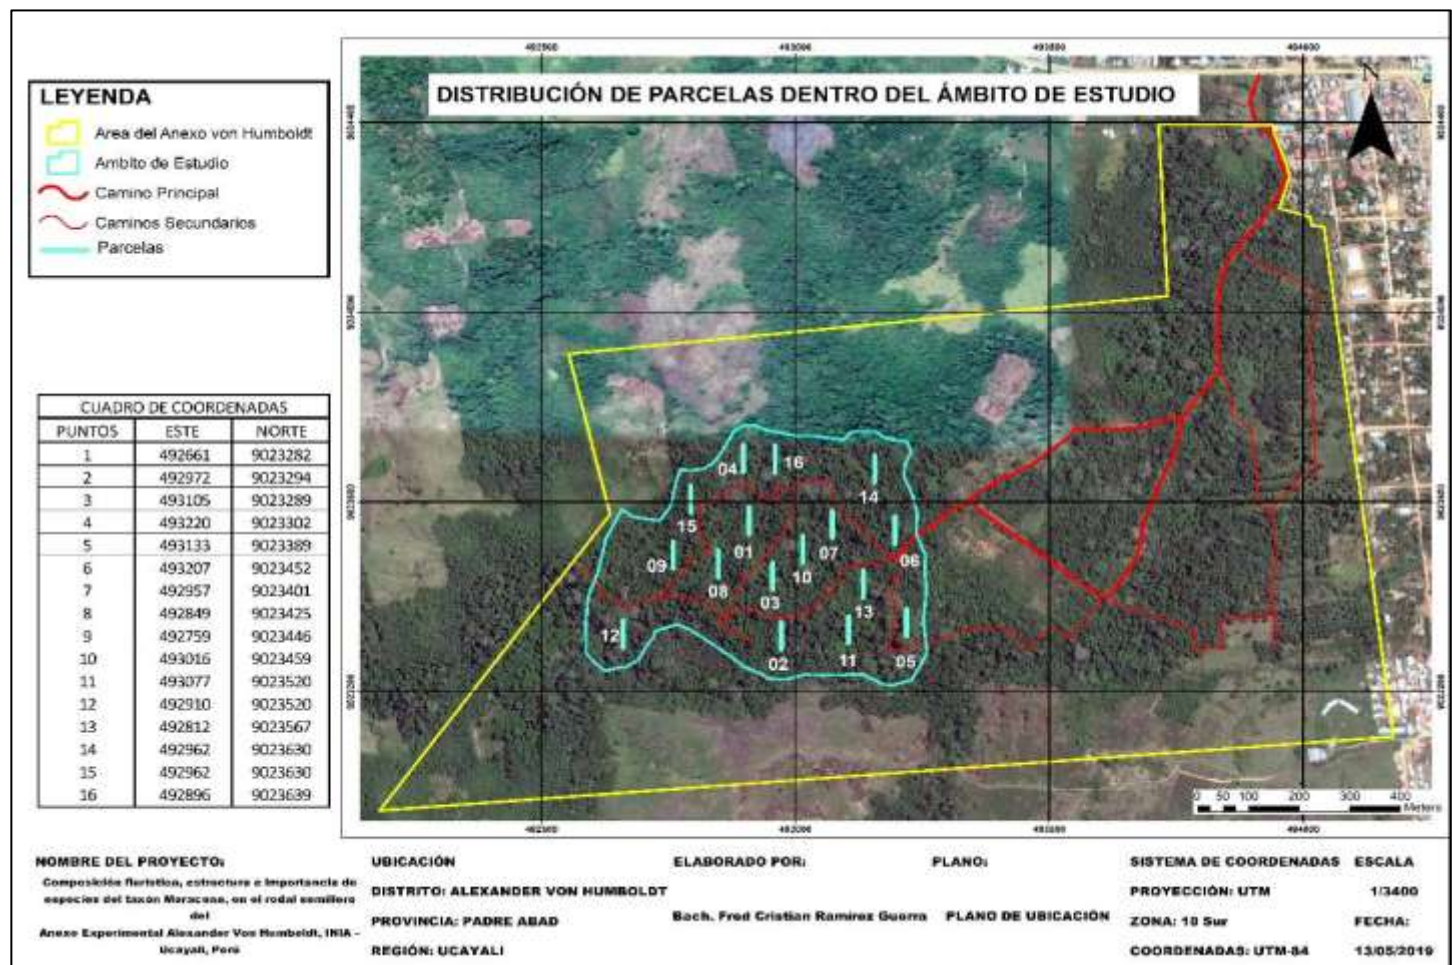 DISTRIBUCIÓN DE PARCELAS DENTRO DEL ÁMBITO DE ESTUDIO
N
LEYENDA
Area del Anexo von Humboldt
Ambito de Estudio
Camino Principal
Caminos Secundarios
Parcelas
CUADRO DE COORDENADAS
PUNTOS ESTE NORTE
1 492661 9023282
2 492972 9023294
3 493105 9023289
4 493220 9023302
5 493133 9023389
6 493207 9023452
7 492957 9023401
8 492849 9023425
9 492759 9023446
10 493016 9023459
11 493077 9023520
12 492910 9023520
13 492812 9023567
14 492962 9023630
15 492962 9023630
16 492896 9023639
04
16
14
15
01
07
06
09
08
10
03
13
12
02
11
05
0 50 100 200 300 400
Meters
NOMBRE DEL PROYECTO:
Composición florística, estructura e importancia de
especies del taxón Moraceae, en el rodal semillero
del
Anexo Experimental Alexander Von Humboldt, INIA –
Ucayali, Perú
UBICACIÓN
DISTRITO: ALEXANDER VON HUMBOLDT
PROVINCIA: PADRE ABAD
REGIÓN: UCAYALI
ELABORADO POR:
Bach. Fred Cristian Ramirez Guerra
PLANO:
PLANO DE UBICACIÓN
SISTEMA DE COORDENADAS
PROYECCIÓN: UTM
ZONA: 18 Sur
COORDENADAS: UTM-84
ESCALA
1/3400
FECHA:
13/05/2019